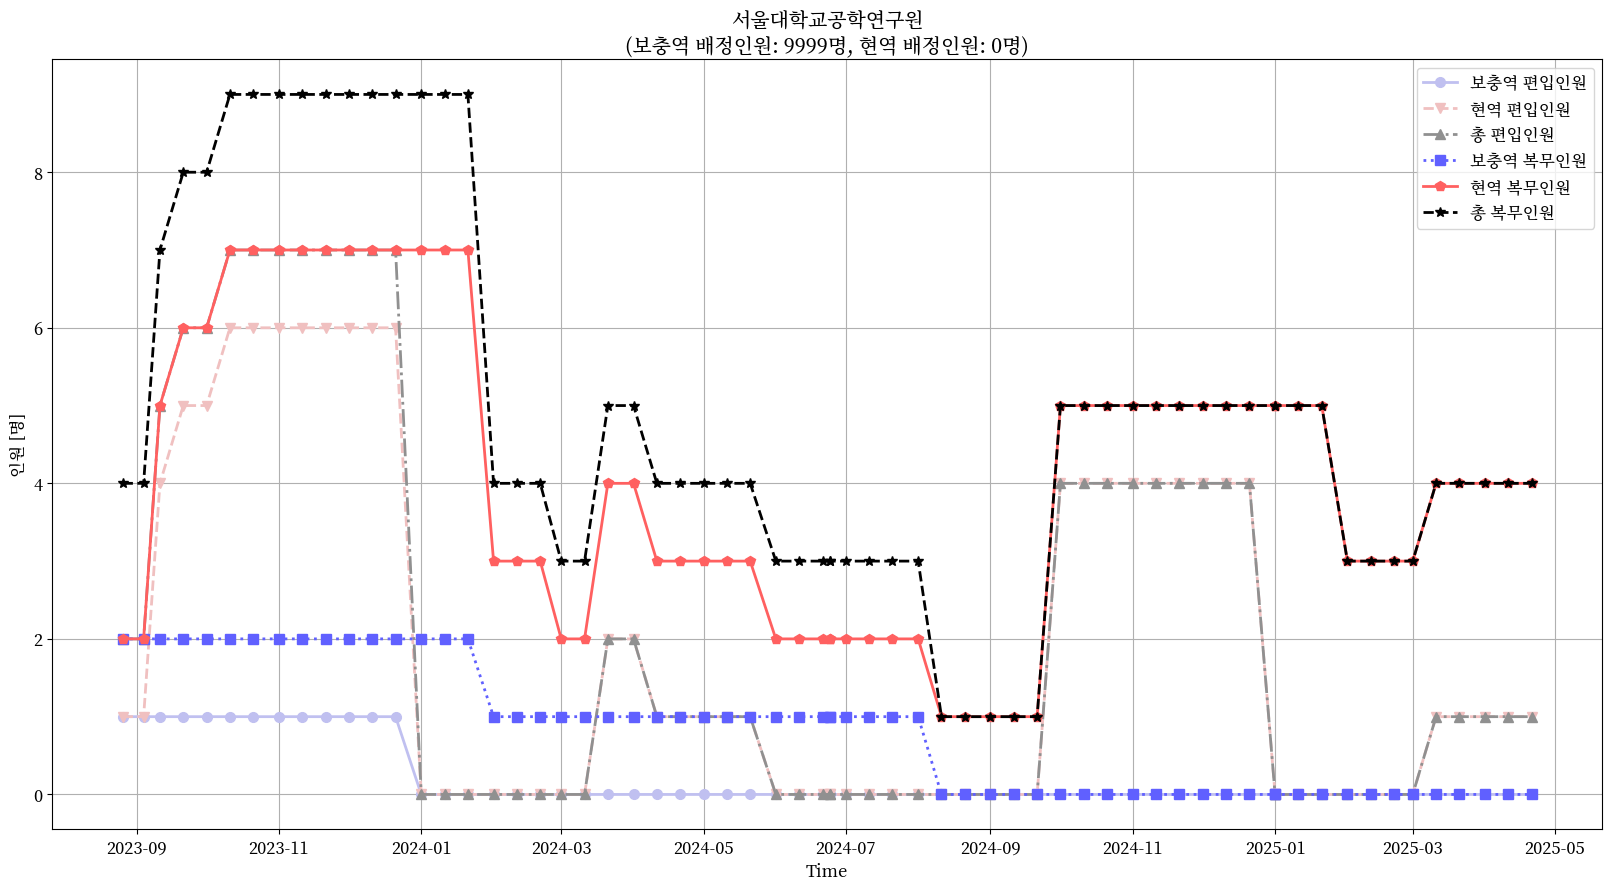 서울대학교공학연구원
(보충역 배정인원: 9999명, 현역 배정인원: 0명)
보충역 편입인원
현역 편입인원
총 편입인원
보충역 복무인원
현역 복무인원
총 복무인원
인원 [명]
8
6
4
2
0
2023-09
2023-11
2024-01
2024-03
2024-05
2024-07
2024-09
2024-11
2025-01
2025-03
2025-05
Time